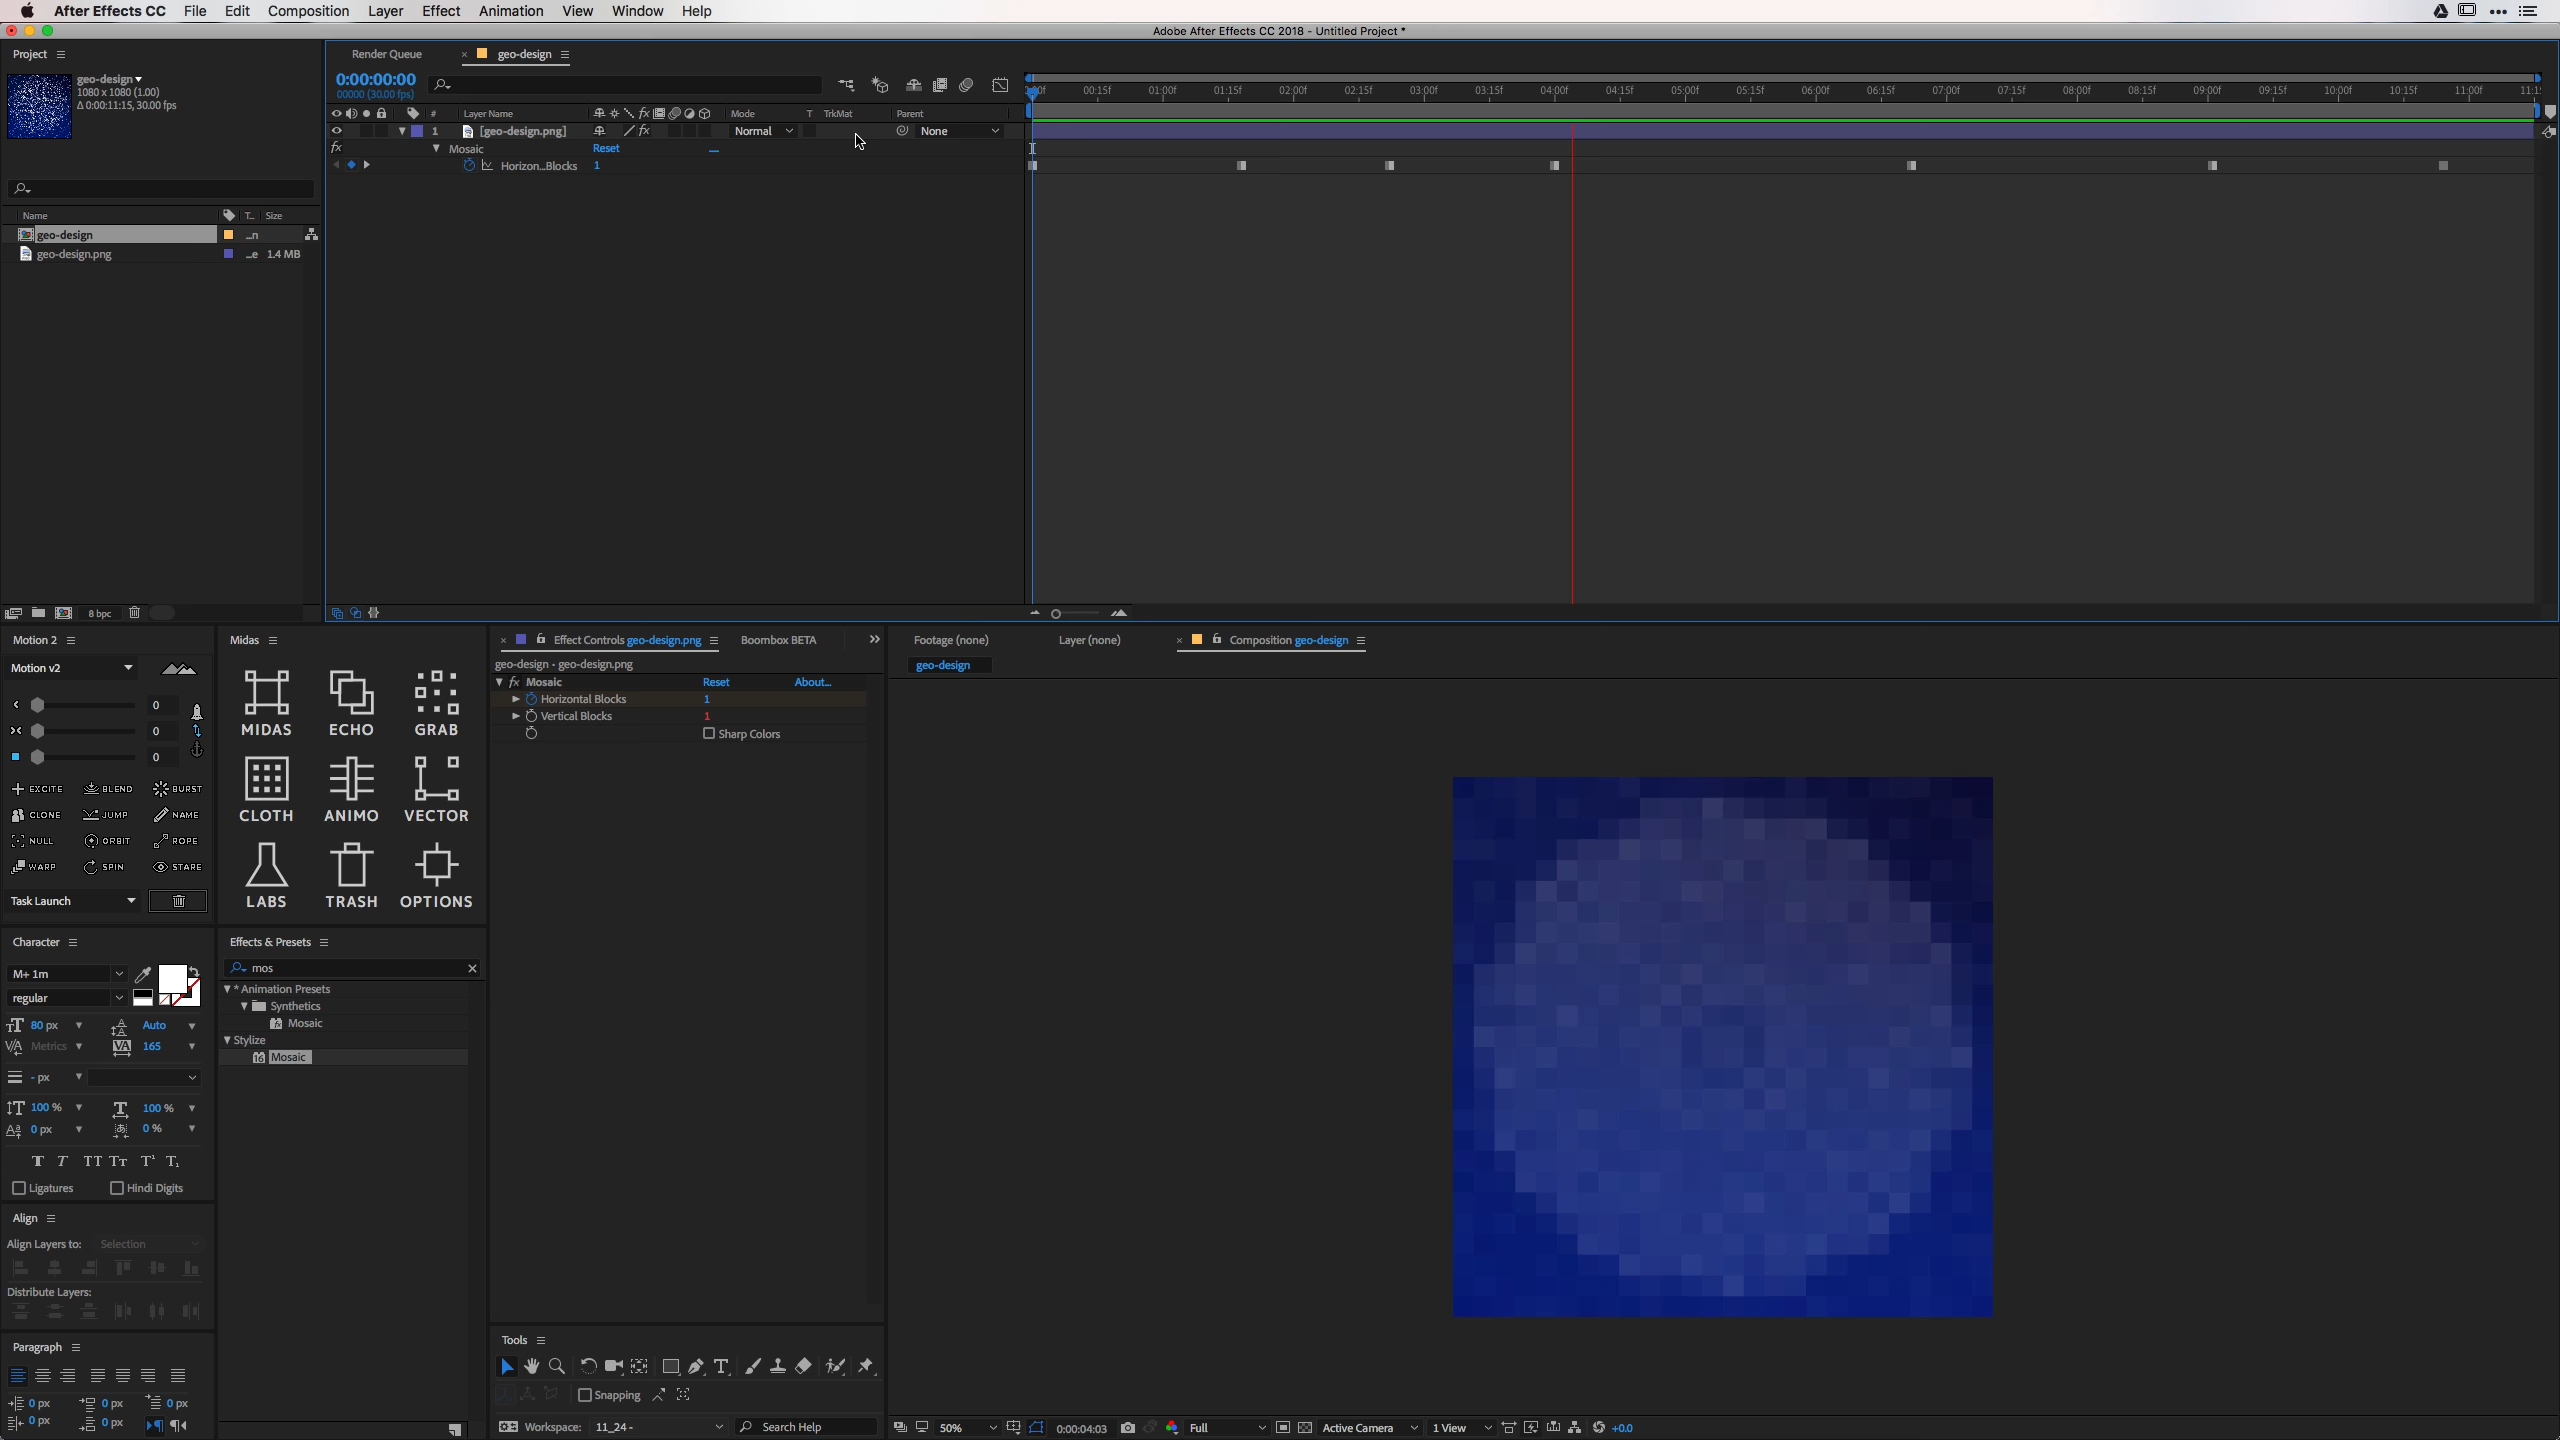 After Effects CC File Edit Composition Layer Effect Animation View Window Help
Adobe After Effects CC 2018 - Untitled Project *
Project
geo-design
1080 x 1080 (1.00)
Δ 0:00:11:15, 30.00 fps
Name T... Size
geo-design ...n
geo-design.png ...e 1.4 MB
8 bpc
Render Queue geo-design
0:00:00:00
00000 (30.00 fps)
# Layer Name Mode T TrkMat Parent
1 [geo-design.png] Normal None
fx Mosaic Reset
Horizon...Blocks 1
00:15f 01:00f 01:15f 02:00f 02:15f 03:00f 03:15f 04:00f 04:15f 05:00f 05:15f 06:00f 06:15f 07:00f 07:15f 08:00f 08:15f 09:00f 09:15f 10:00f 10:15f 11:00f 11:1
Motion 2
Motion v2
0
0
0
EXCITE BLEND BURST
CLONE JUMP NAME
NULL ORBIT ROPE
WARP SPIN STARE
Task Launch
Midas
MIDAS ECHO GRAB
CLOTH ANIMO VECTOR
LABS TRASH OPTIONS
Character
M+ 1m
regular
80 px Auto
Metrics 165
- px
100 % 100 %
0 px 0 %
T T TT Tt T¹ T₁
Ligatures Hindi Digits
Align
Align Layers to: Selection
Distribute Layers:
Paragraph
0 px 0 px 0 px
0 px 0 px
Effects & Presets
mos
* Animation Presets
Synthetics
Mosaic
Stylize
Mosaic
Effect Controls geo-design.png Boombox BETA
geo-design • geo-design.png
fx Mosaic Reset About...
Horizontal Blocks 1
Vertical Blocks 1
Sharp Colors
Tools
Snapping
Workspace: 11_24 - Search Help
Footage (none) Layer (none) Composition geo-design
geo-design
50% 0:00:04:03 Full Active Camera 1 View +0.0